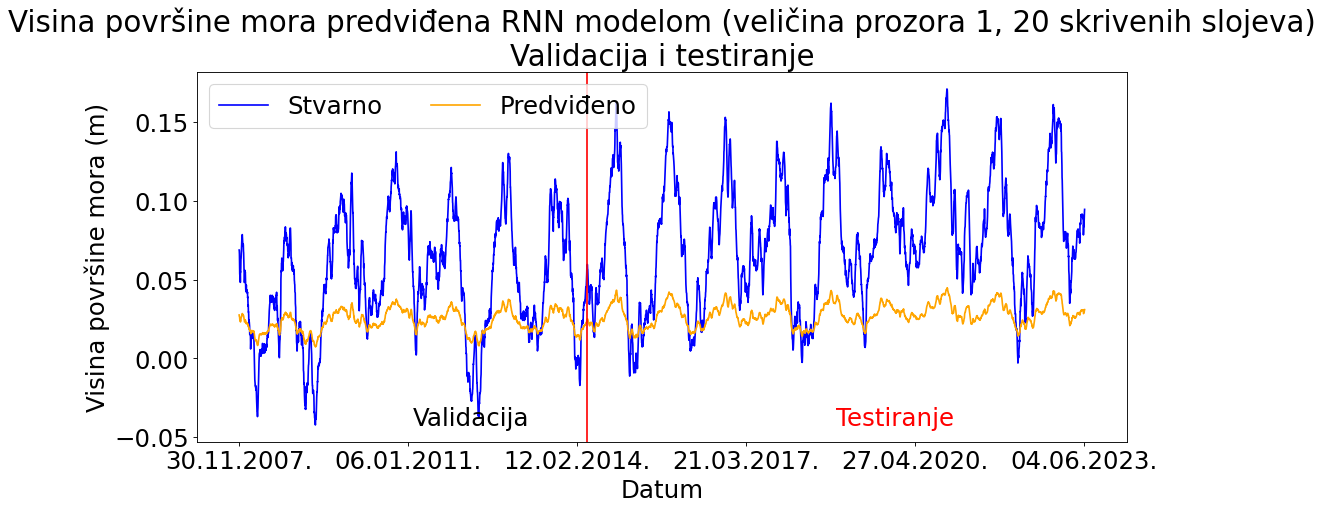 Visina površine mora predviđena RNN modelom (veličina prozora 1, 20 skrivenih slojeva)
Validacija i testiranje
Stvarno
Predviđeno
Visina površine mora (m)
0.15
0.10
0.05
0.00
−0.05
Validacija
Testiranje
30.11.2007.
06.01.2011.
12.02.2014.
21.03.2017.
27.04.2020.
04.06.2023.
Datum